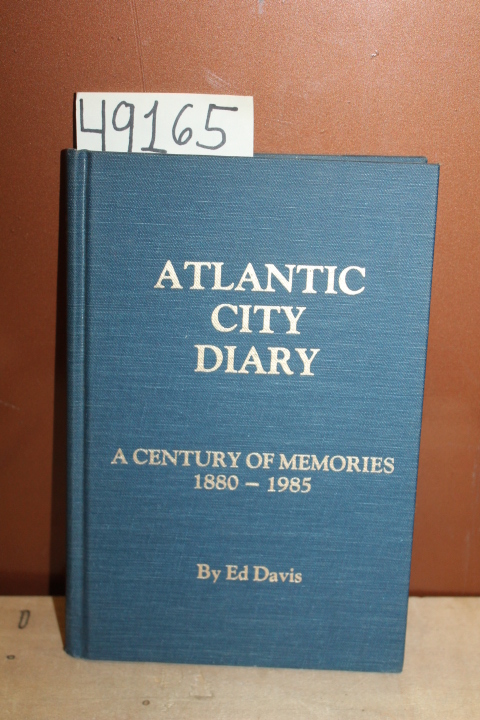 49165
ATLANTIC
CITY
DIARY
A CENTURY OF MEMORIES
1880 – 1985
By Ed Davis
D